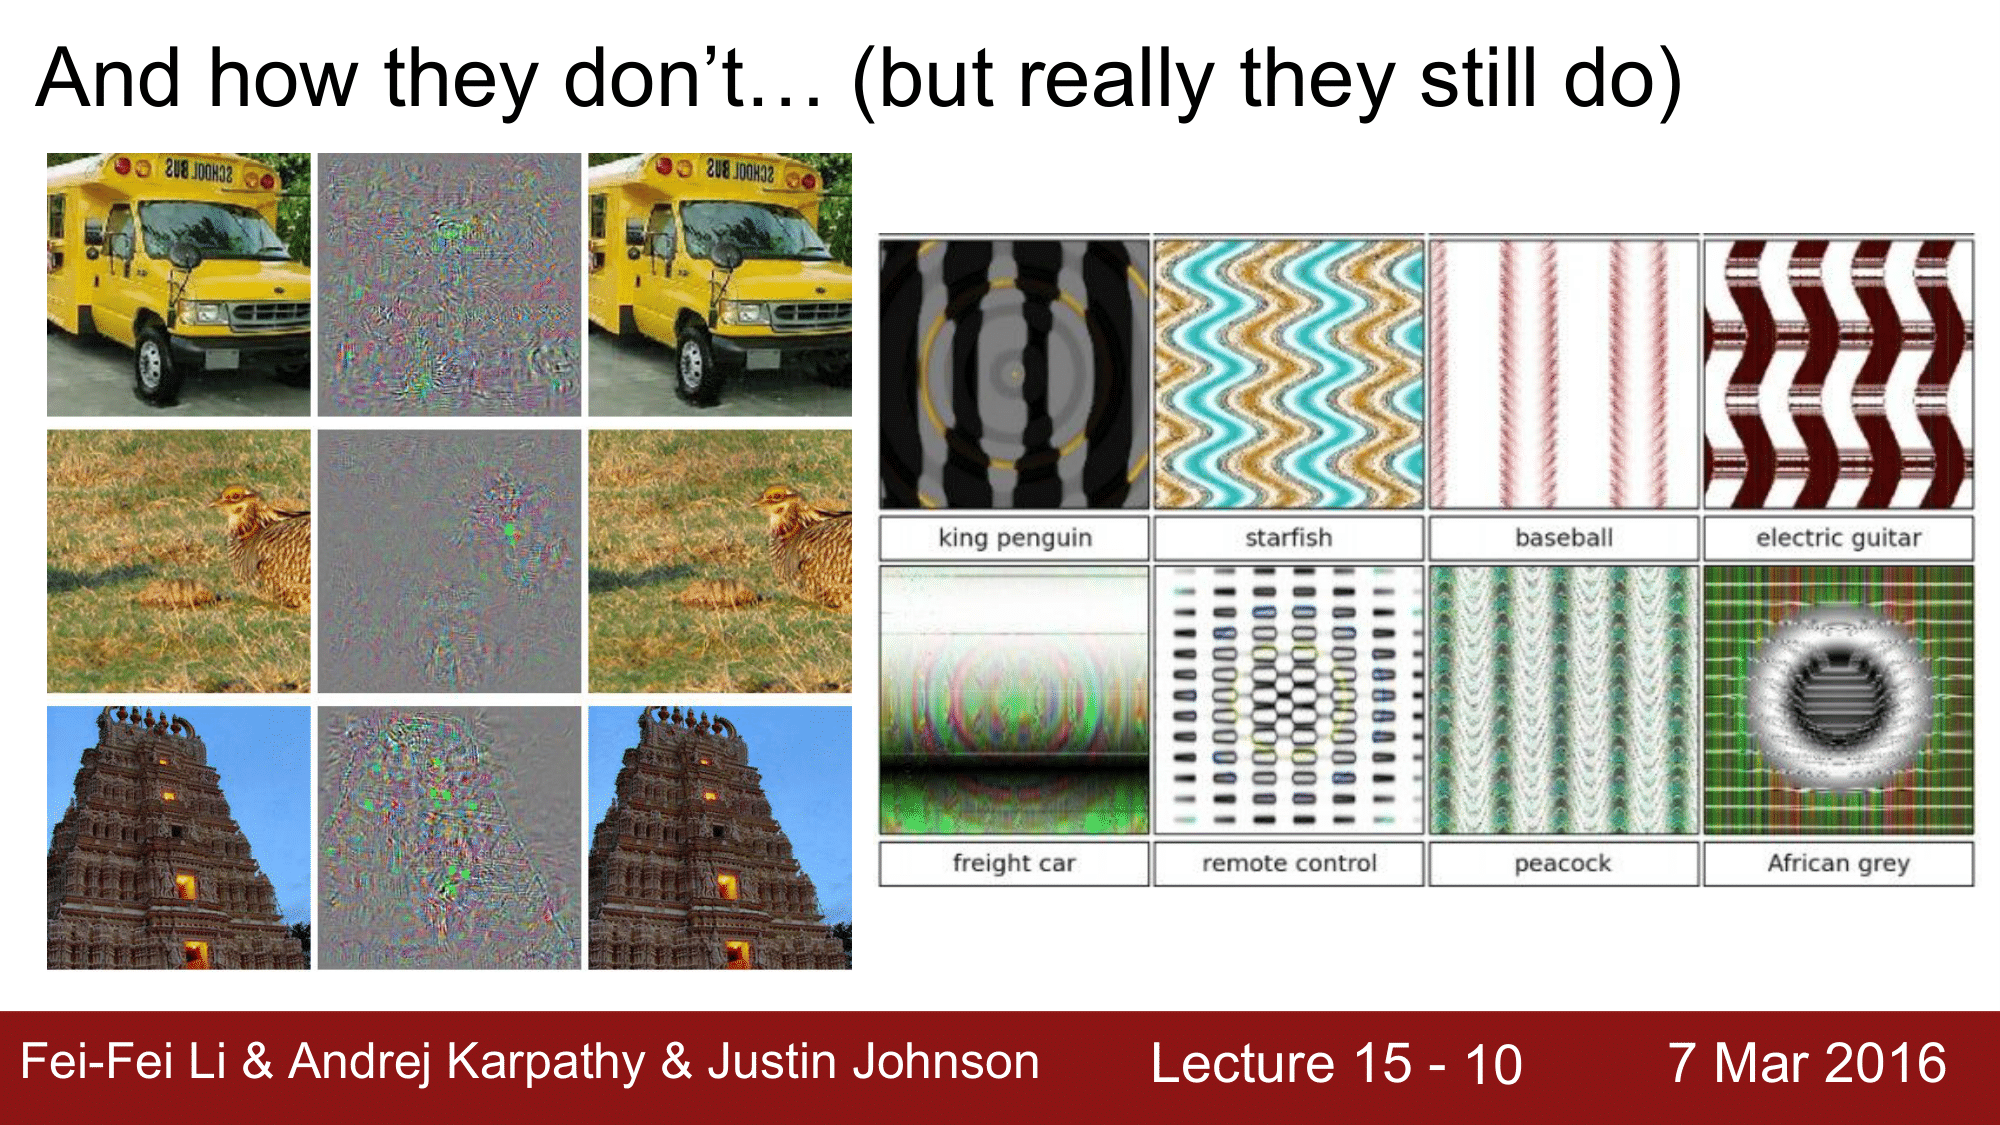 And how they don’t… (but really they still do)
SCHOOL BUS
SCHOOL BUS
king penguin
starfish
baseball
electric guitar
freight car
remote control
peacock
African grey
Fei-Fei Li & Andrej Karpathy & Justin Johnson
Lecture 15 - 10
7 Mar 2016